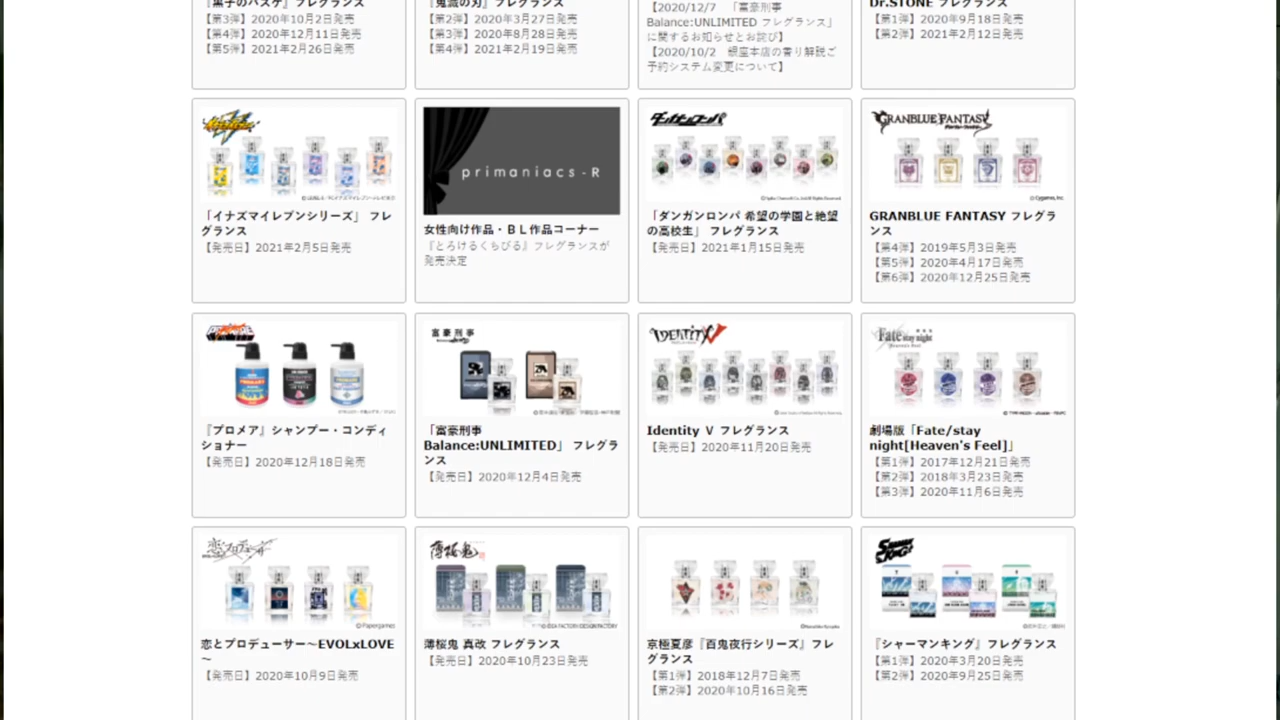 『黒子のバスケ』フレグランス
【第3弾】2020年10月2日発売
【第4弾】2020年12月11日発売
【第5弾】2021年2月26日発売
『鬼滅の刃』フレグランス
【第2弾】2020年3月27日発売
【第3弾】2020年8月28日発売
【第4弾】2021年2月19日発売
【2020/12/7　「富豪刑事
Balance:UNLIMITED フレグランス」
に関するお知らせとお詫び】
【2020/10/2　銀座本店の香り解説ご
予約システム変更について】
Dr.STONE フレグランス
【第1弾】2020年9月18日発売
【第2弾】2021年2月12日発売
イナズマイレブン
「イナズマイレブンシリーズ」 フレ
グランス
【発売日】2021年2月5日発売
primaniacs-R
女性向け作品・ＢＬ作品コーナー
『とろけるくちびる』フレグランスが
発売決定
ダンガンロンパ
「ダンガンロンパ 希望の学園と絶望
の高校生」 フレグランス
【発売日】2021年1月15日発売
GRANBLUE FANTASY
© Cygames, Inc.
GRANBLUE FANTASY フレグラ
ンス
【第4弾】2019年5月3日発売
【第5弾】2020年4月17日発売
【第6弾】2020年12月25日発売
PROMARE
『プロメア』シャンプー・コンディ
ショナー
【発売日】2020年12月18日発売
富豪刑事
「富豪刑事
Balance:UNLIMITED」 フレグラ
ンス
【発売日】2020年12月4日発売
IDENTITY V
Identity Ⅴ フレグランス
【発売日】2020年11月20日発売
Fate stay night
劇場版「Fate/stay
night[Heaven's Feel]」
【第1弾】2017年12月21日発売
【第2弾】2018年3月23日発売
【第3弾】2020年11月6日発売
恋とプロデューサー
© Papergames
恋とプロデューサー～EVOLxLOVE
～
【発売日】2020年10月9日発売
薄桜鬼
薄桜鬼 真改 フレグランス
【発売日】2020年10月23日発売
京極夏彦『百鬼夜行シリーズ』フレ
グランス
【第1弾】2018年12月7日発売
【第2弾】2020年10月16日発売
SHAMAN KING
『シャーマンキング』フレグランス
【第1弾】2020年3月20日発売
【第2弾】2020年9月25日発売